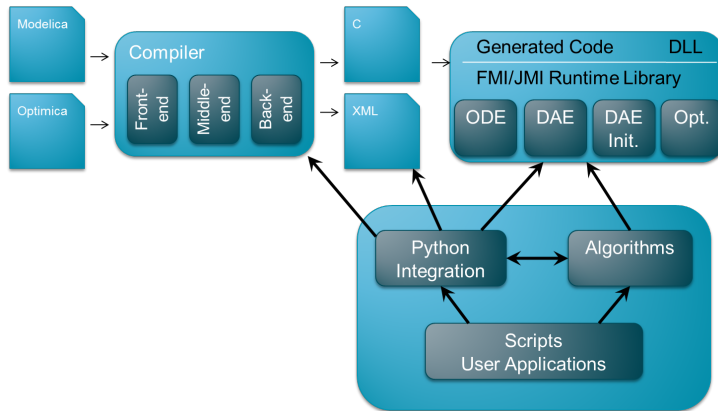 Modelica
Optimica
Compiler
Front-
end
Middle-
end
Back-
end
C
XML
Generated Code DLL
FMI/JMI Runtime Library
ODE
DAE
DAE
Init.
Opt.
Python
Integration
Algorithms
Scripts
User Applications